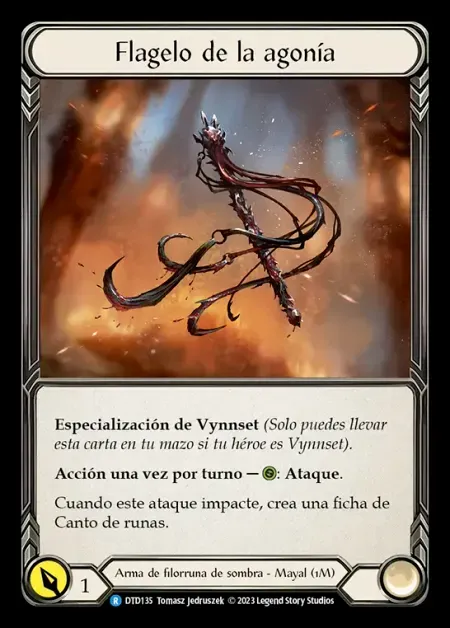 Flagelo de la agonía
Especialización de Vynnset (Solo puedes llevar
esta carta en tu mazo si tu héroe es Vynnset).
Acción una vez por turno — : Ataque.
Cuando este ataque impacte, crea una ficha de
Canto de runas.
1
Arma de filorruna de sombra - Mayal (1M)
R DTD135 Tomasz Jedruszek © 2023 Legend Story Studios